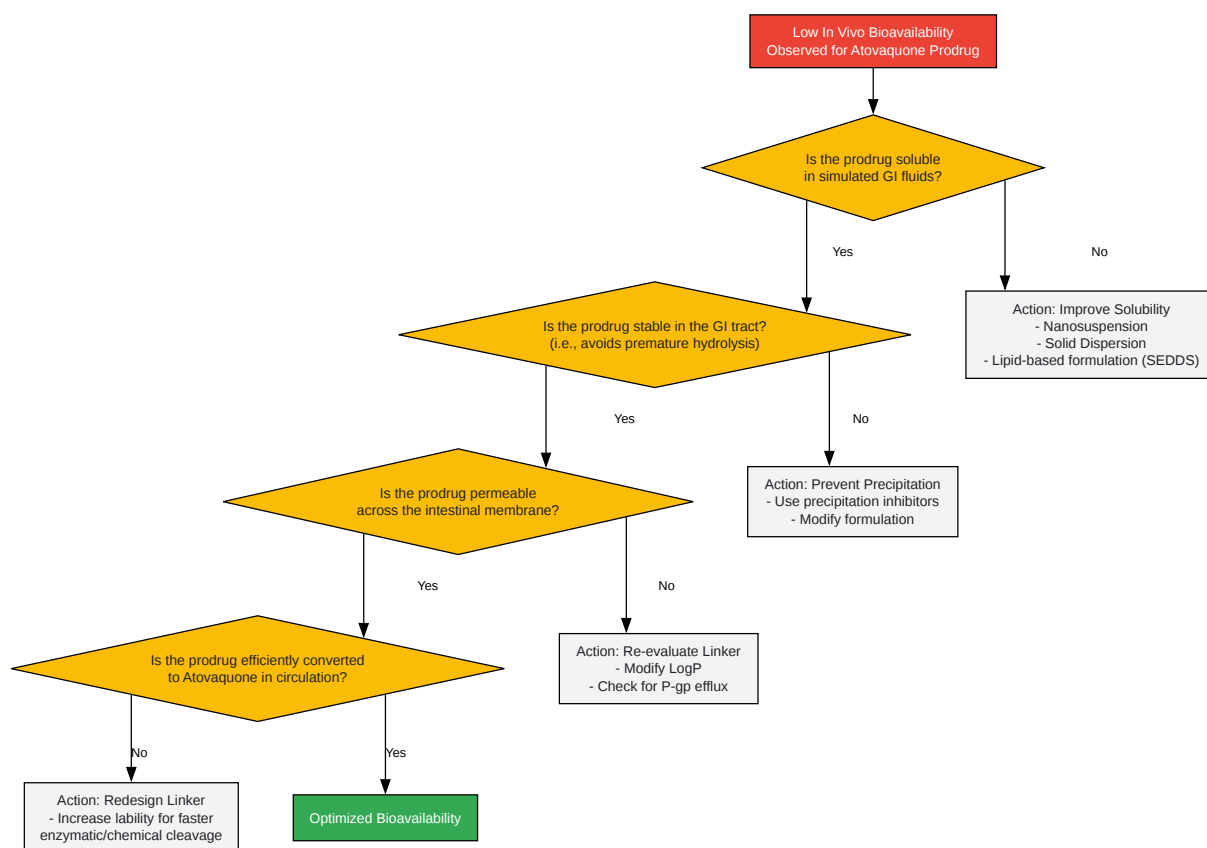 Low In Vivo Bioavailability
Observed for Atovaquone Prodrug
Is the prodrug soluble
in simulated GI fluids?
Yes
No
Is the prodrug stable in the GI tract?
(i.e., avoids premature hydrolysis)
Action: Improve Solubility
- Nanosuspension
- Solid Dispersion
- Lipid-based formulation (SEDDS)
Yes
No
Is the prodrug permeable
across the intestinal membrane?
Action: Prevent Precipitation
- Use precipitation inhibitors
- Modify formulation
Yes
No
Is the prodrug efficiently converted
to Atovaquone in circulation?
Action: Re-evaluate Linker
- Modify LogP
- Check for P-gp efflux
No
Yes
Action: Redesign Linker
- Increase lability for faster
enzymatic/chemical cleavage
Optimized Bioavailability